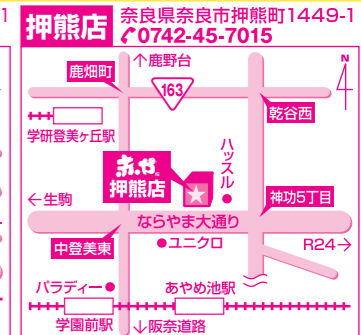 1
押熊店
奈良県奈良市押熊町1449-1
0742-45-7015
↑鹿野台
N
鹿畑町
163
乾谷西
学研登美ヶ丘駅
ハッスル●
押熊店
←生駒
神功5丁目
ならやま大通り
中登美東
●ユニクロ
R24→
パラディー●
あやめ池駅
学園前駅
↓阪奈道路